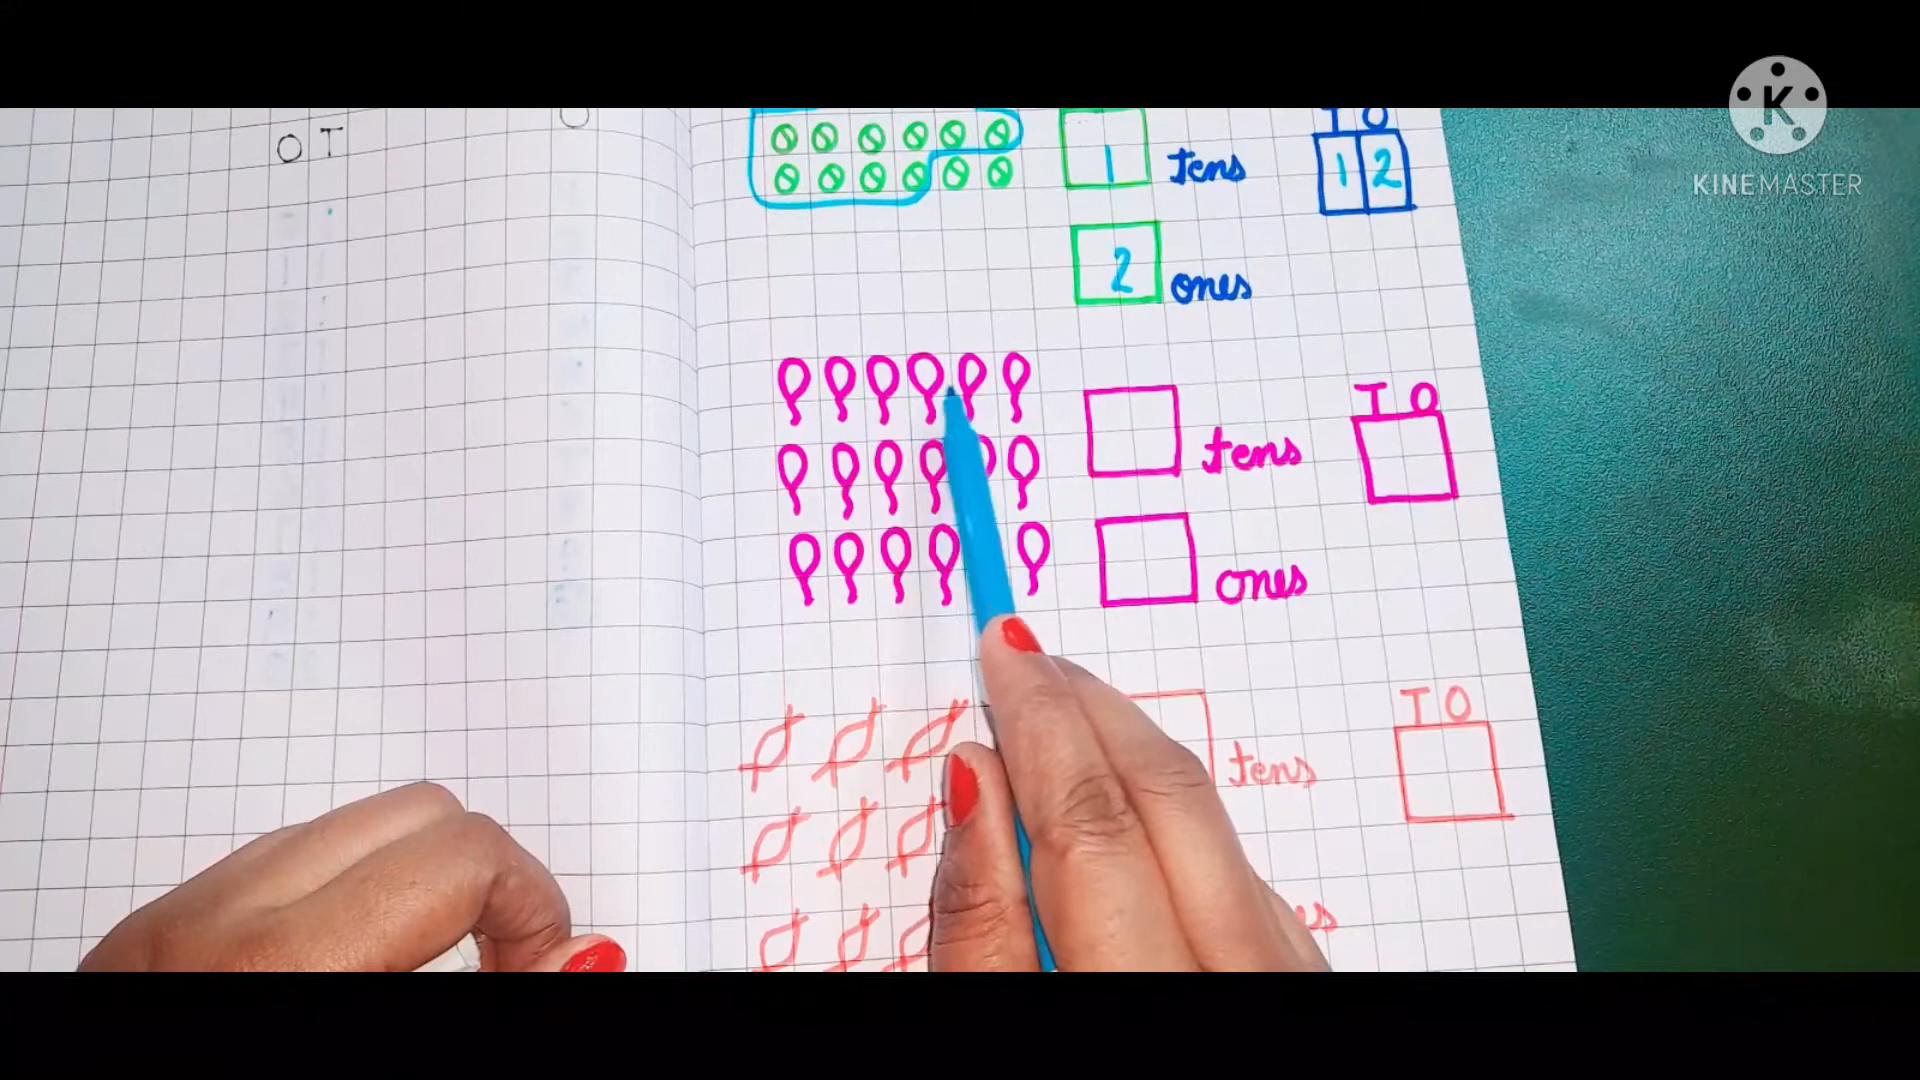 O T
T O
1 tens
1 2
2 ones
T O
tens
ones
T O
tens
K
KINEMASTER